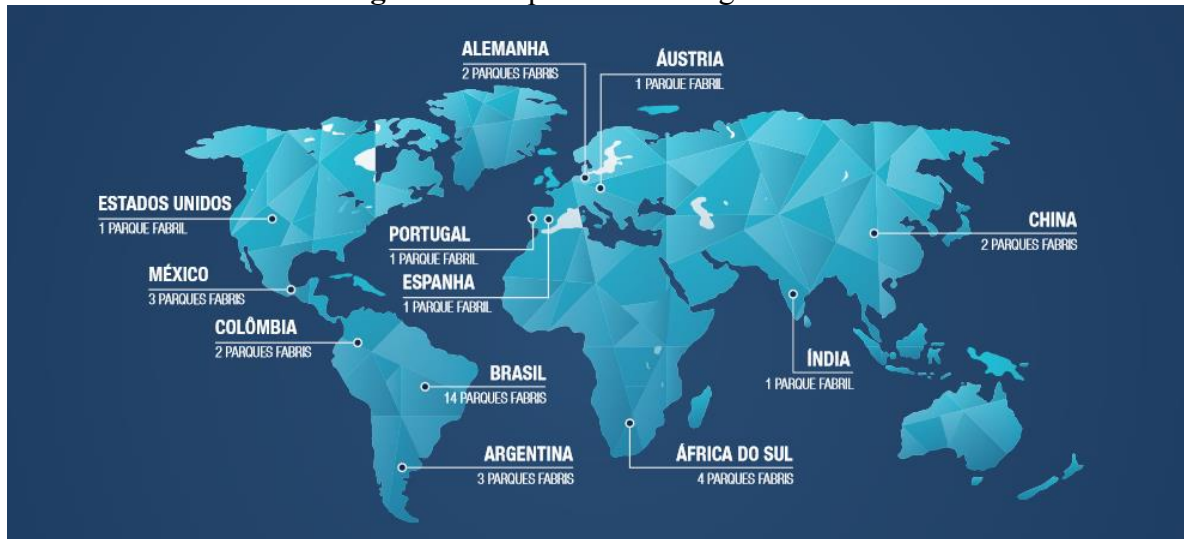 ALEMANHA
2 PARQUES FABRIS
ÁUSTRIA
1 PARQUE FABRIL
ESTADOS UNIDOS
1 PARQUE FABRIL
PORTUGAL
1 PARQUE FABRIL
CHINA
2 PARQUES FABRIS
MÉXICO
3 PARQUES FABRIS
ESPANHA
1 PARQUE FABRIL
COLÔMBIA
2 PARQUES FABRIS
BRASIL
14 PARQUES FABRIS
ÍNDIA
1 PARQUE FABRIL
ARGENTINA
3 PARQUES FABRIS
ÁFRICA DO SUL
4 PARQUES FABRIS